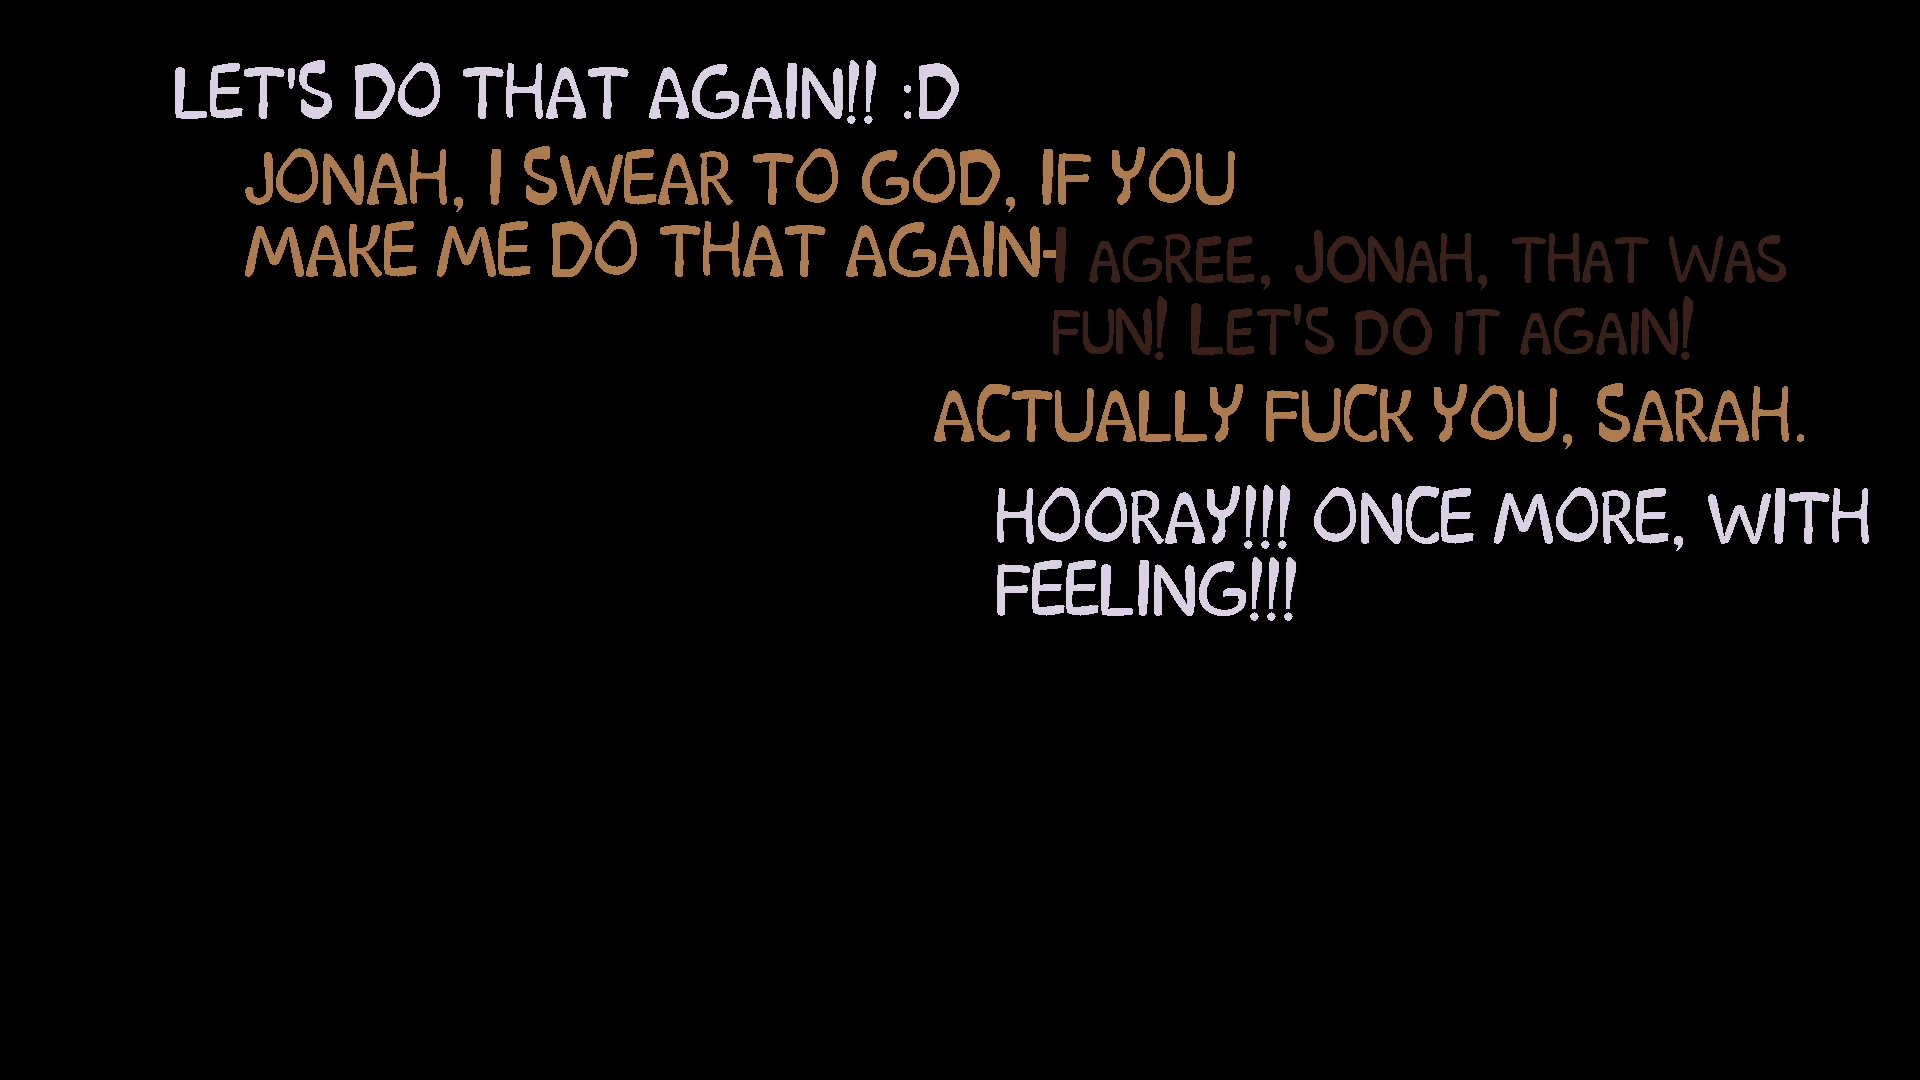 LET'S DO THAT AGAIN!! :D
JONAH, I SWEAR TO GOD, IF YOU
MAKE ME DO THAT AGAIN-
I AGREE, JONAH, THAT WAS
FUN! LET'S DO IT AGAIN!
ACTUALLY FUCK YOU, SARAH.
HOORAY!!! ONCE MORE, WITH
FEELING!!!